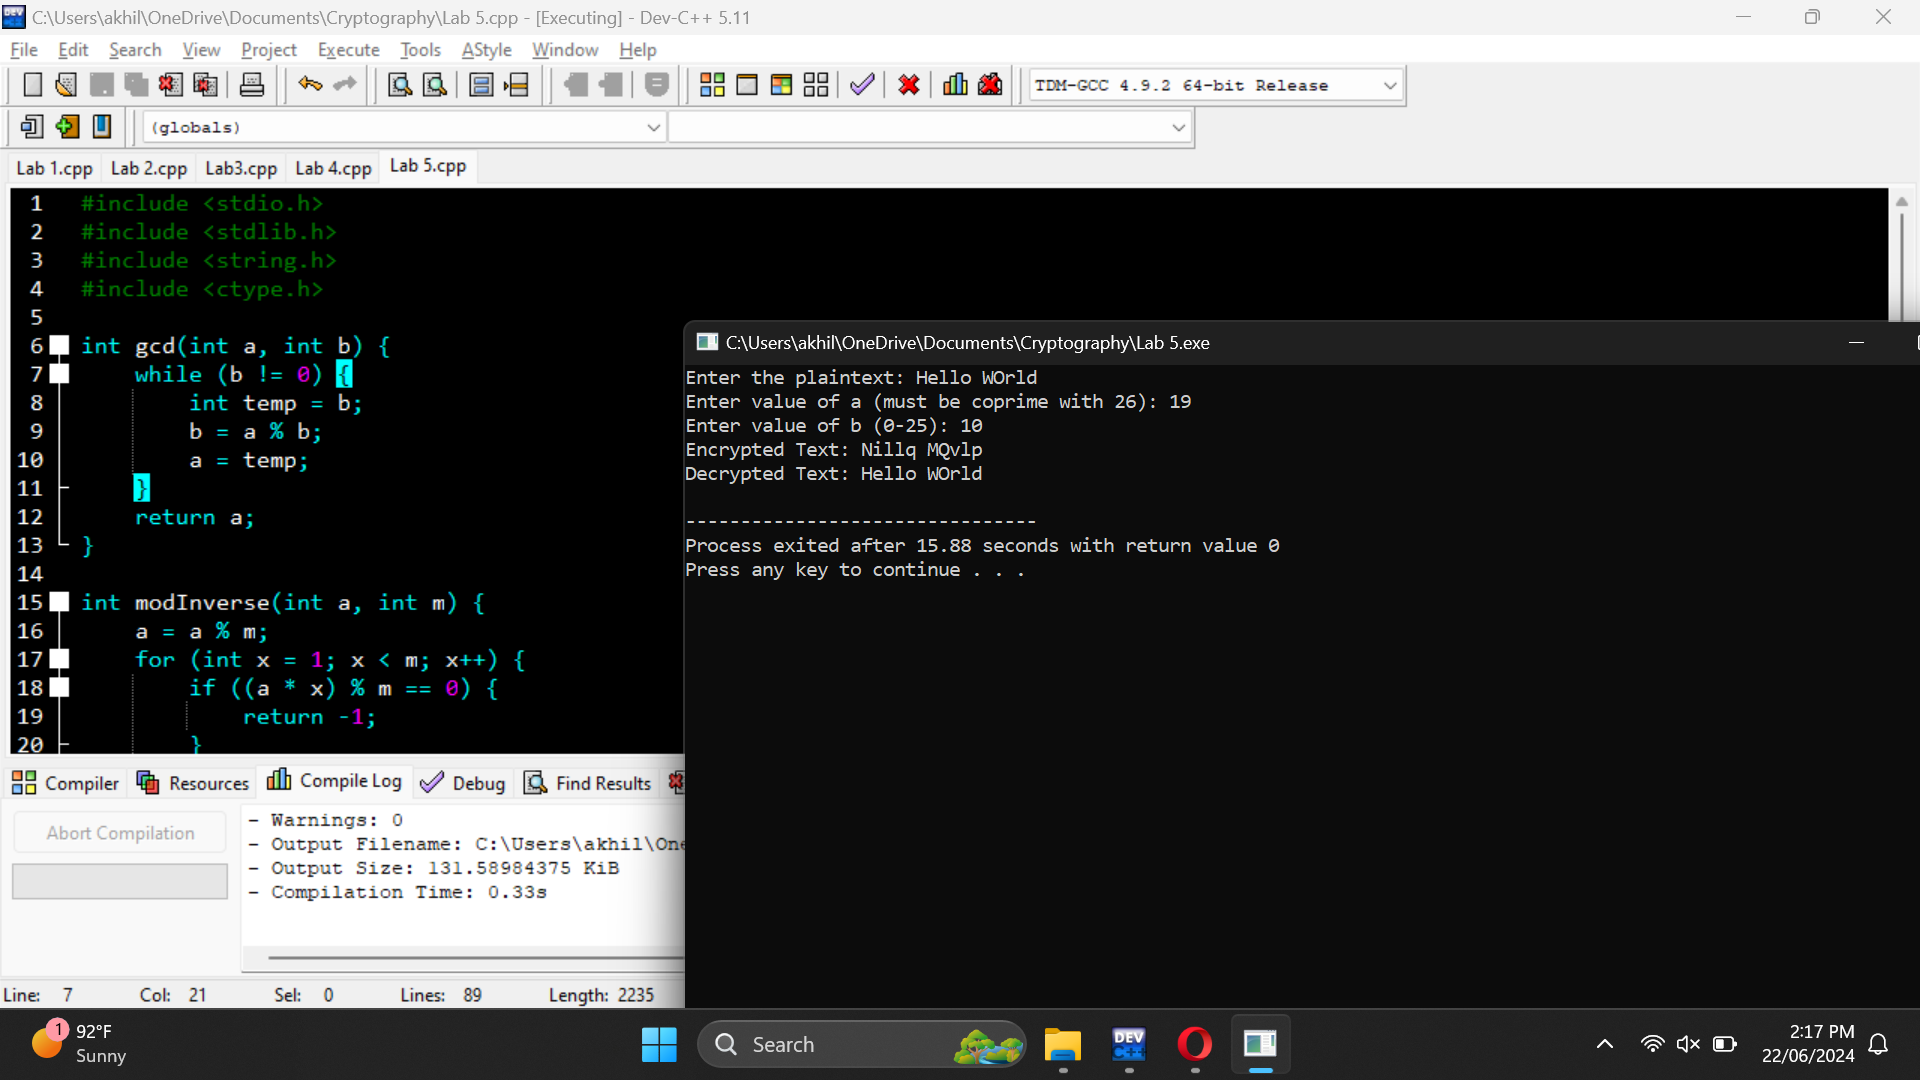 C:\Users\akhil\OneDrive\Documents\Cryptography\Lab 5.cpp - [Executing] - Dev-C++ 5.11
File Edit Search View Project Execute Tools AStyle Window Help
TDM-GCC 4.9.2 64-bit Release
(globals)
Lab 1.cpp Lab 2.cpp Lab3.cpp Lab 4.cpp Lab 5.cpp
1 #include <stdio.h>
2 #include <stdlib.h>
3 #include <string.h>
4 #include <ctype.h>
5
6 int gcd(int a, int b) {
7 while (b != 0) {
8 int temp = b;
9 b = a % b;
10 a = temp;
11 }
12 return a;
13 }
14
15 int modInverse(int a, int m) {
16 a = a % m;
17 for (int x = 1; x < m; x++) {
18 if ((a * x) % m == 0) {
19 return -1;
20 }
C:\Users\akhil\OneDrive\Documents\Cryptography\Lab 5.exe
Enter the plaintext: Hello WOrld
Enter value of a (must be coprime with 26): 19
Enter value of b (0-25): 10
Encrypted Text: Nillq MQvlp
Decrypted Text: Hello WOrld
--------------------------------
Process exited after 15.88 seconds with return value 0
Press any key to continue . . .
Compiler Resources Compile Log Debug Find Results
Abort Compilation
- Warnings: 0
- Output Filename: C:\Users\akhil\One
- Output Size: 131.58984375 KiB
- Compilation Time: 0.33s
Line: 7 Col: 21 Sel: 0 Lines: 89 Length: 2235
1
92°F
Sunny
Search
DEV
C++
2:17 PM
22/06/2024